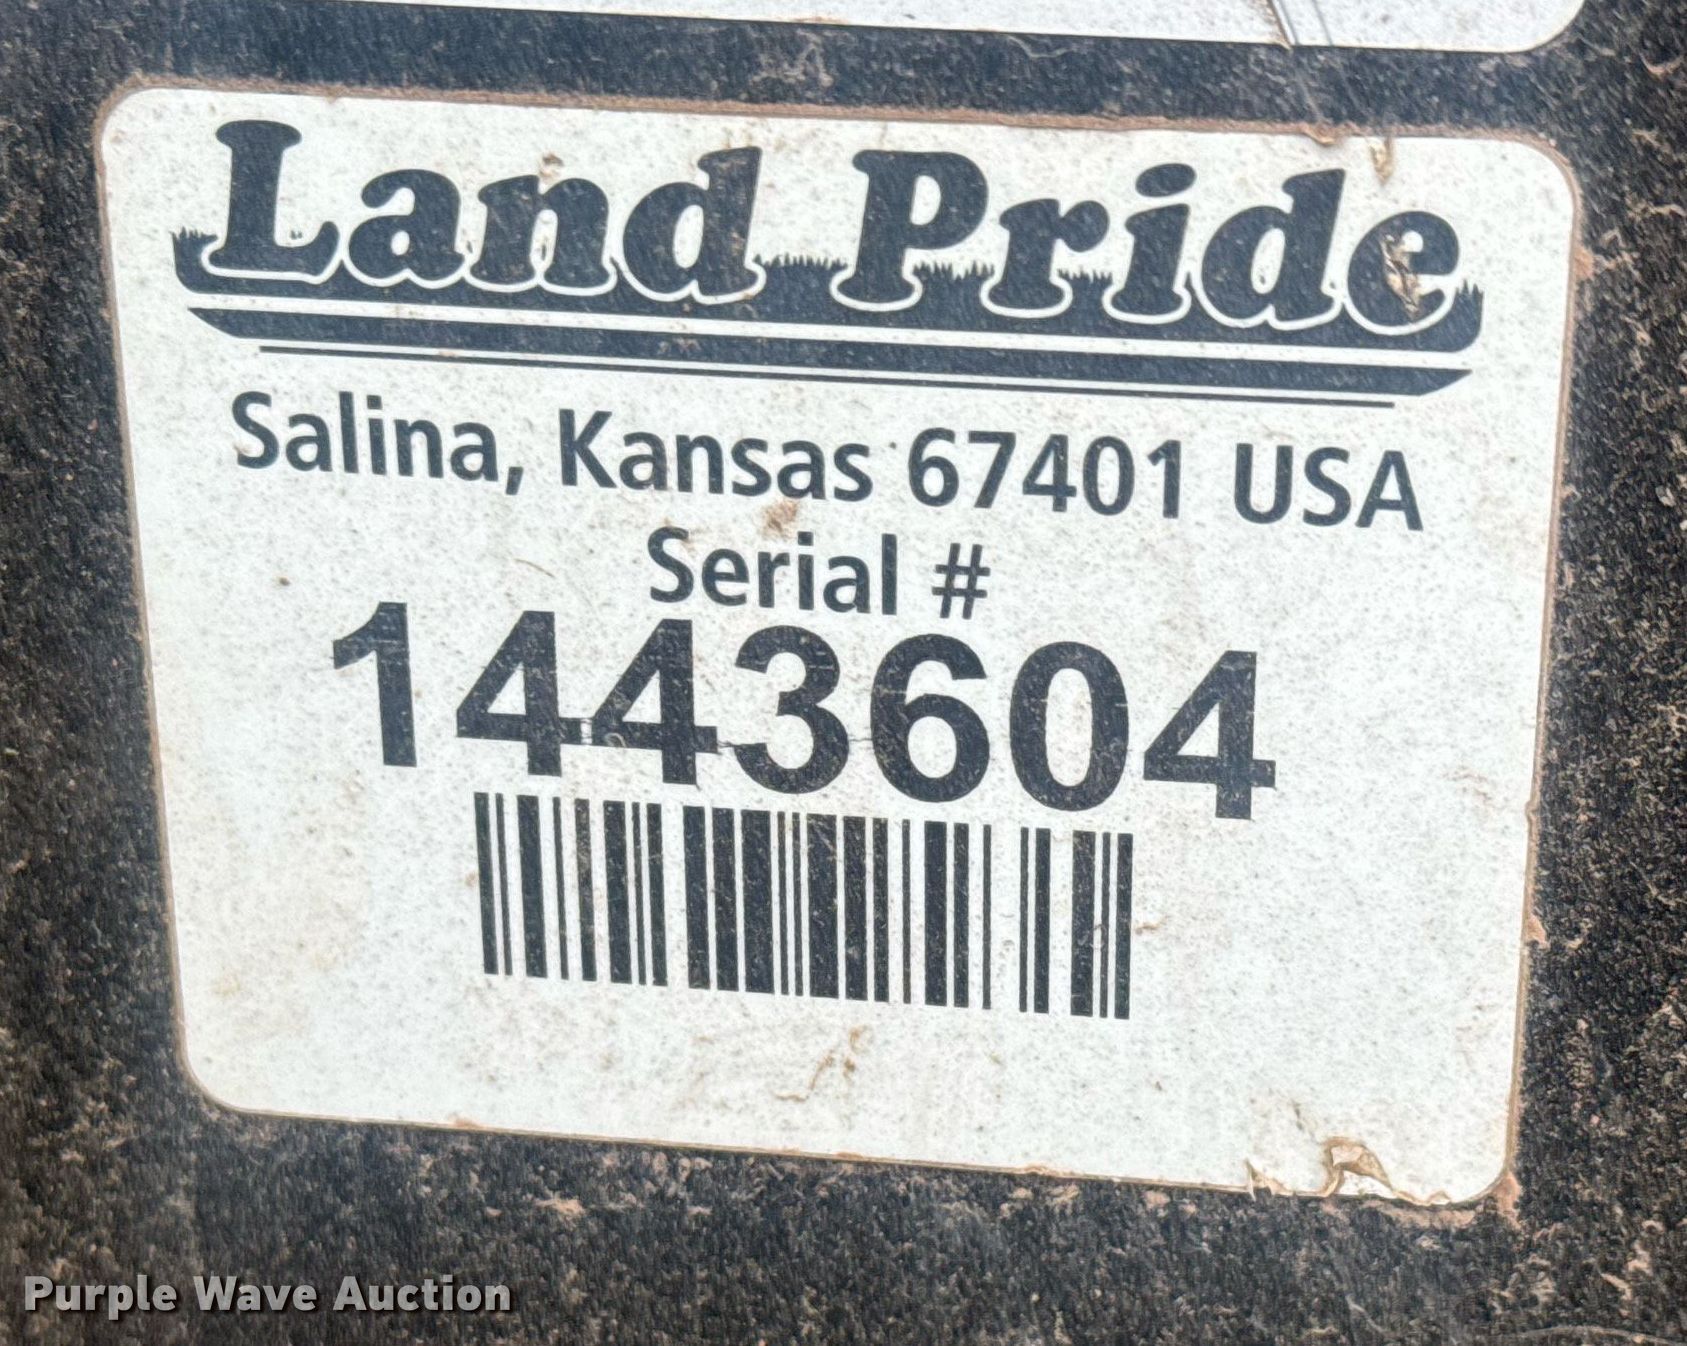 Land Pride
Salina, Kansas 67401 USA
Serial #
1443604
Purple Wave Auction